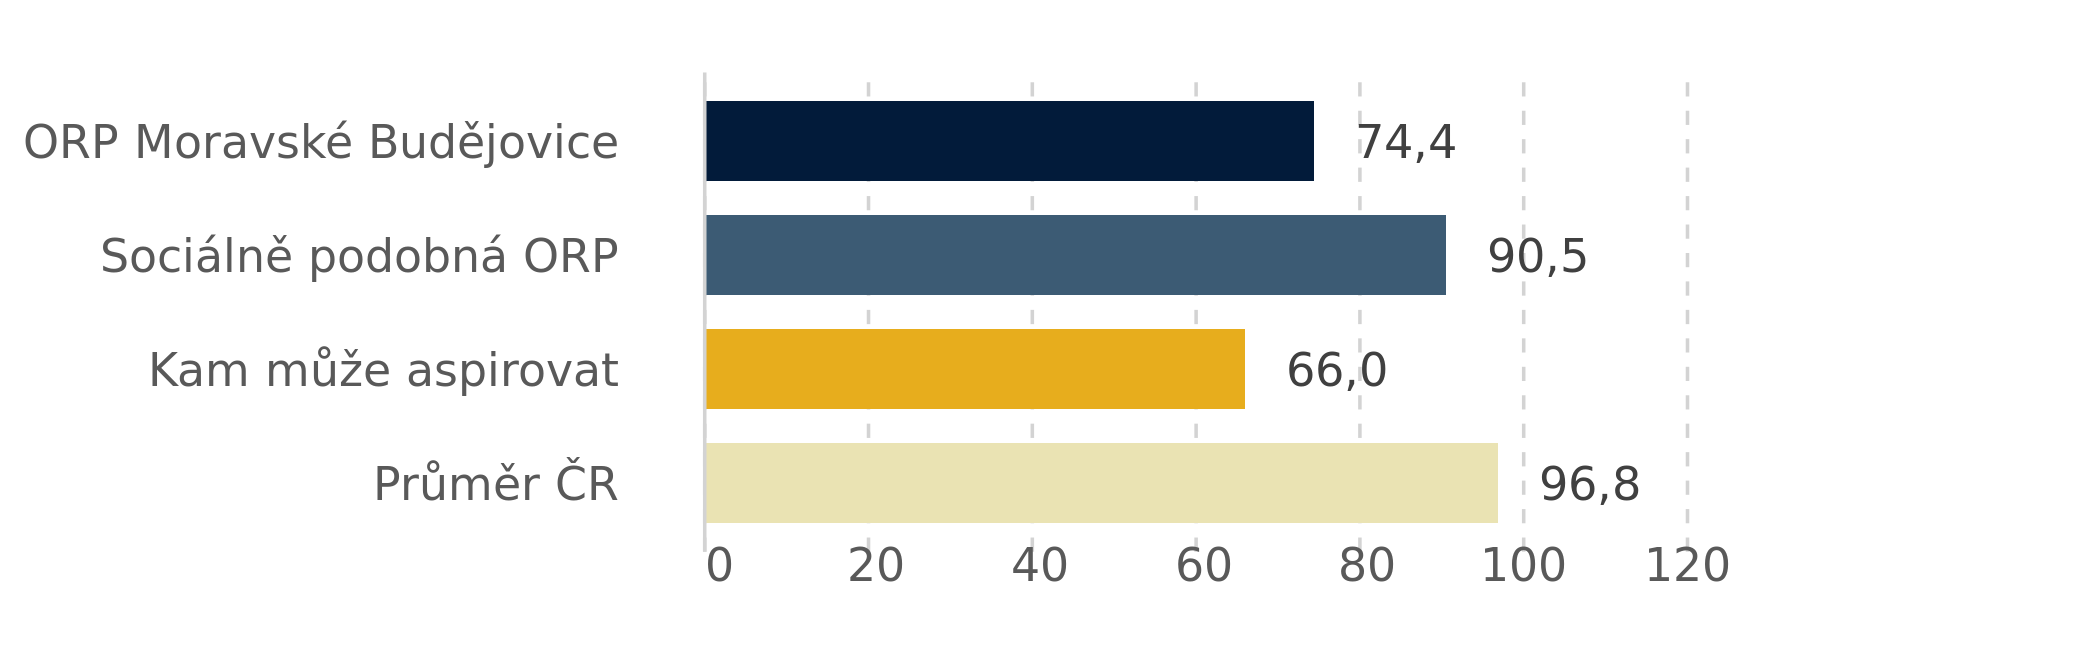 ORP Moravské Budějovice 74,4
Sociálně podobná ORP 90,5
Kam může aspirovat 66,0
Průměr ČR 96,8
0 20 40 60 80 100 120